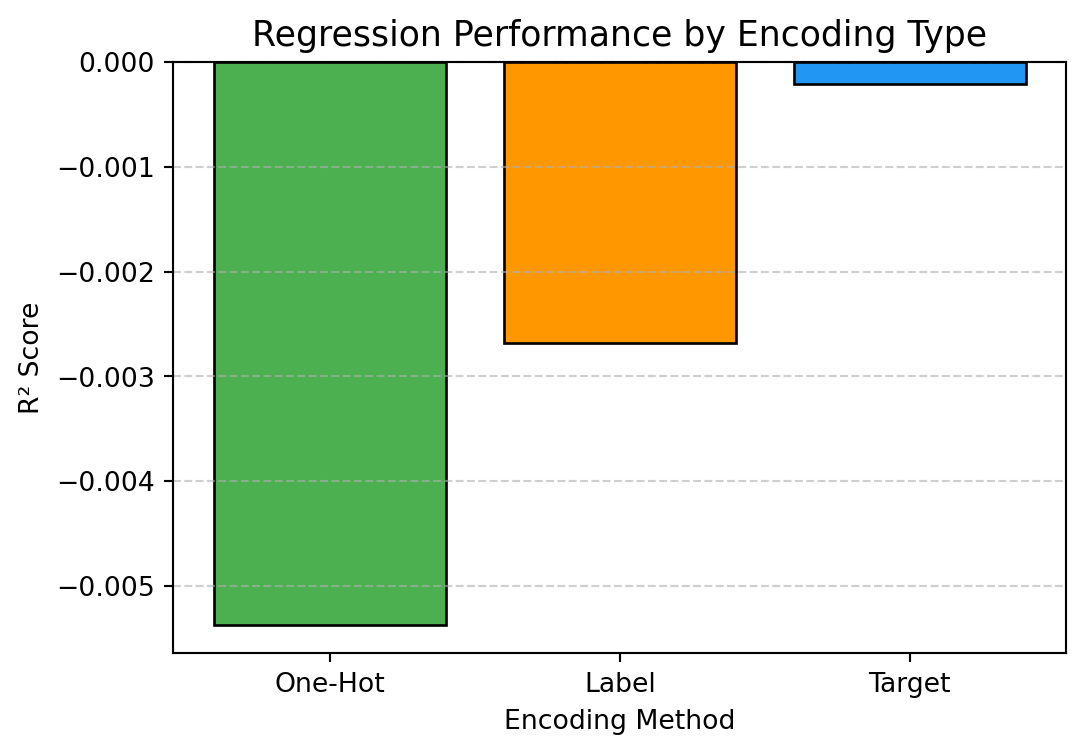 Regression Performance by Encoding Type
0.000
−0.001
−0.002
−0.003
−0.004
−0.005
R² Score
One-Hot Label Target
Encoding Method